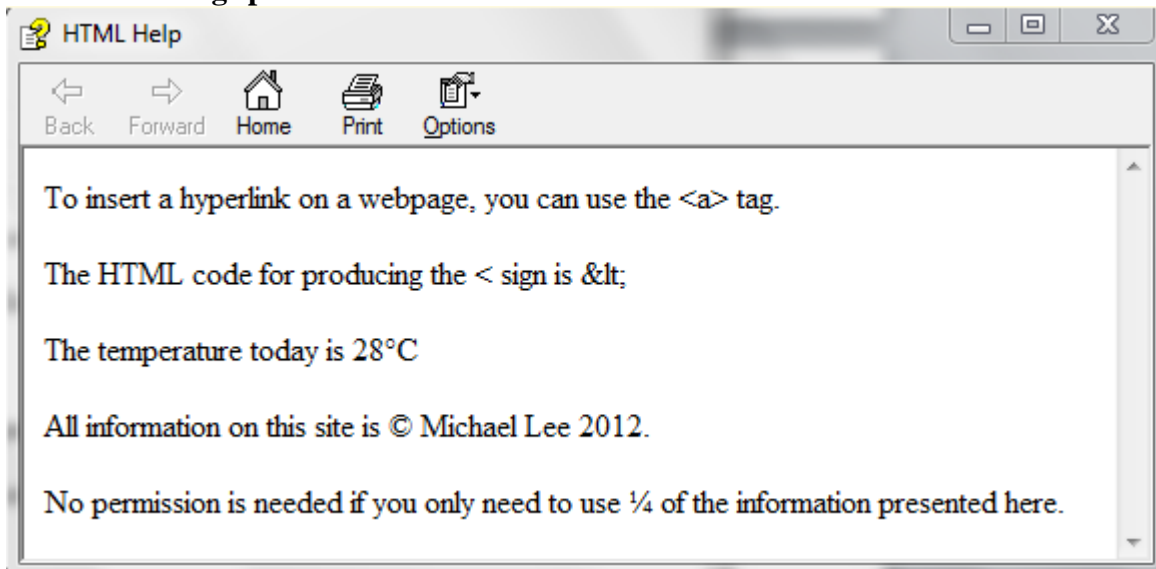 HTML Help
Back Forward Home Print Options
To insert a hyperlink on a webpage, you can use the <a> tag.
The HTML code for producing the < sign is &lt;
The temperature today is 28°C
All information on this site is © Michael Lee 2012.
No permission is needed if you only need to use ¼ of the information presented here.